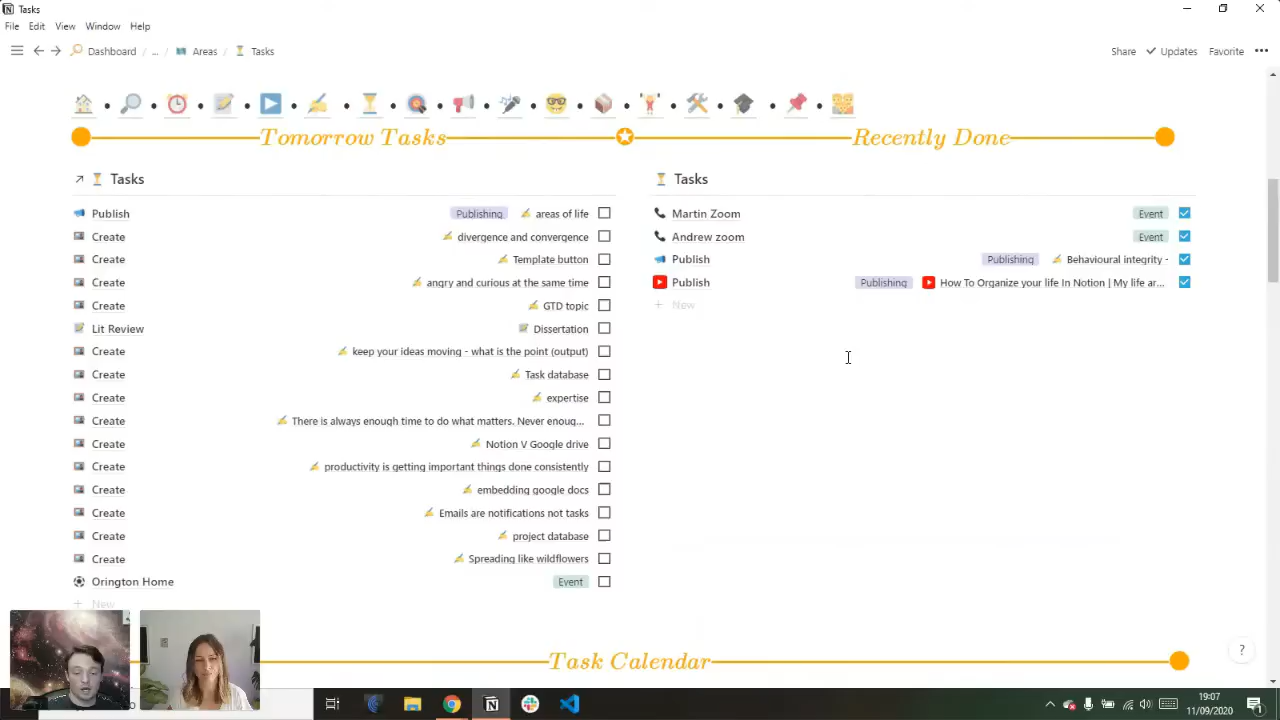 Tasks
File Edit View Window Help
Dashboard / ... / Areas / Tasks
Share Updates Favorite •••
Tomorrow Tasks Recently Done
Tasks
Publish Publishing areas of life
Create divergence and convergence
Create Template button
Create angry and curious at the same time
Create GTD topic
Lit Review Dissertation
Create keep your ideas moving - what is the point (output)
Create Task database
Create expertise
Create There is always enough time to do what matters. Never enoug...
Create Notion V Google drive
Create productivity is getting important things done consistently
Create embedding google docs
Create Emails are notifications not tasks
Create project database
Create Spreading like wildflowers
Orington Home Event
+ New
Tasks
Martin Zoom Event
Andrew zoom Event
Publish Publishing Behavioural integrity -
Publish Publishing How To Organize your life In Notion | My life ar...
+ New
Task Calendar
?
19:07
11/09/2020